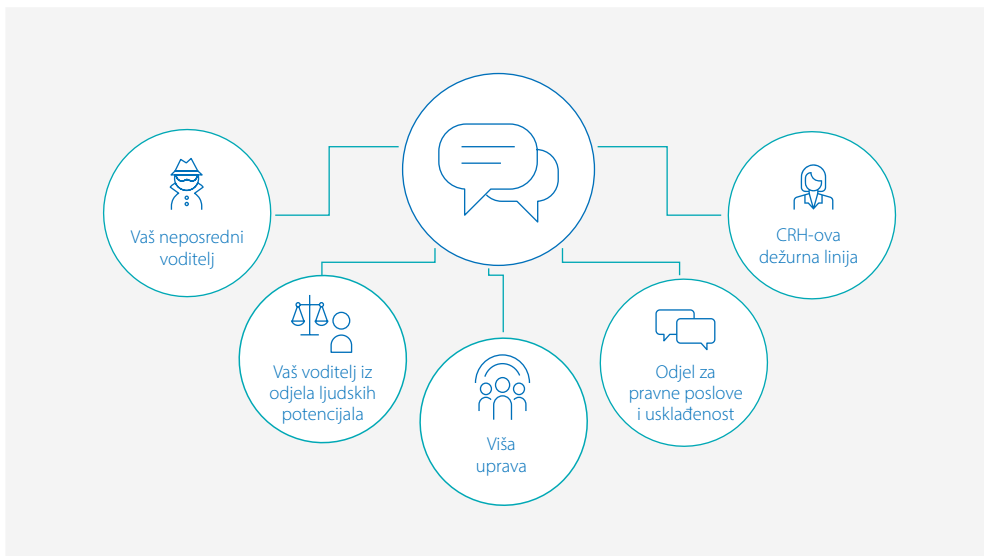 Vaš neposredni
voditelj
Vaš voditelj iz
odjela ljudskih
potencijala
Viša
uprava
Odjel za
pravne poslove
i usklađenost
CRH-ova
dežurna linija